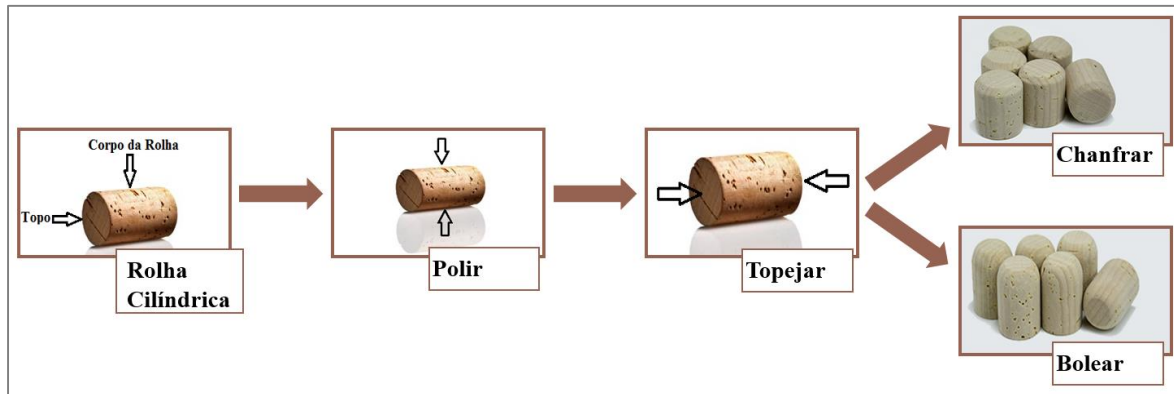 Corpo da Rolha
Topo
Rolha
Cilíndrica
Polir
Topejar
Chanfrar
Bolear